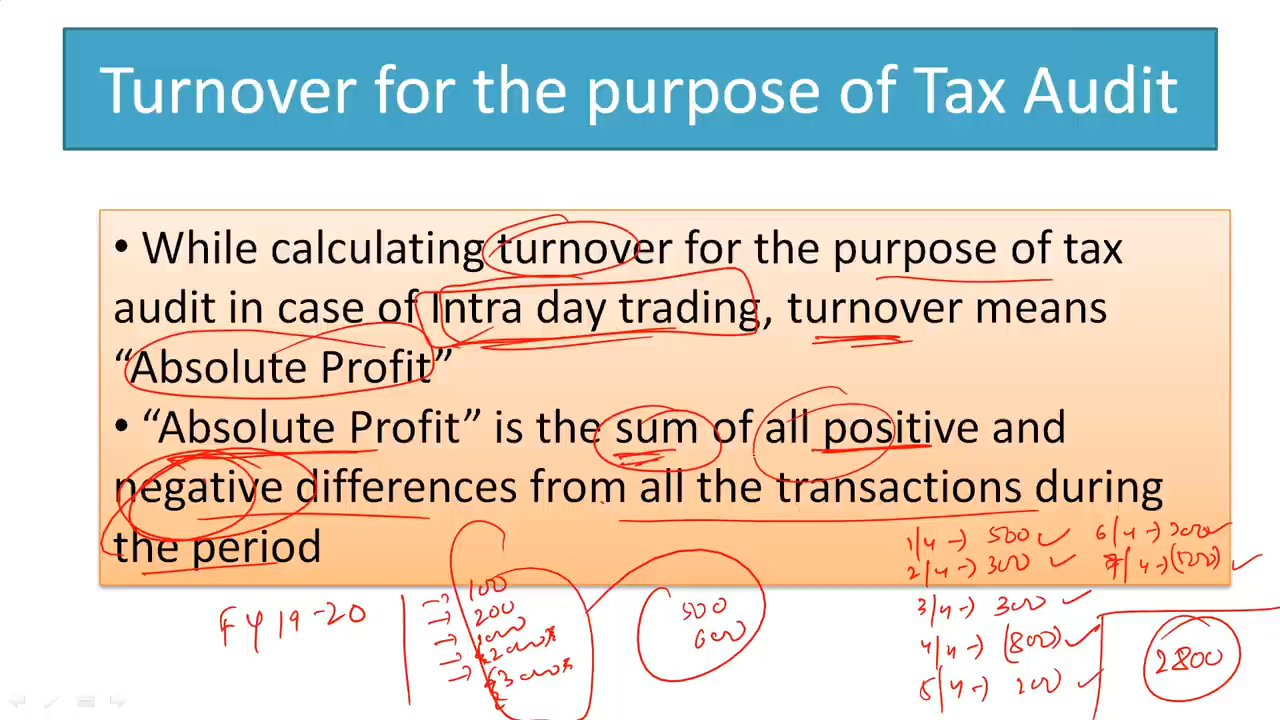 Turnover for the purpose of Tax Audit
• While calculating turnover for the purpose of tax
audit in case of Intra day trading, turnover means
“Absolute Profit”
• “Absolute Profit” is the sum of all positive and
negative differences from all the transactions during
the period
1/4 -> 500
2/4 -> 300
3/4 -> 300
4/4 -> (800)
5/4 -> 200
6/4 ->
7/4 ->
2800
FY 19-20
100
200
500
600